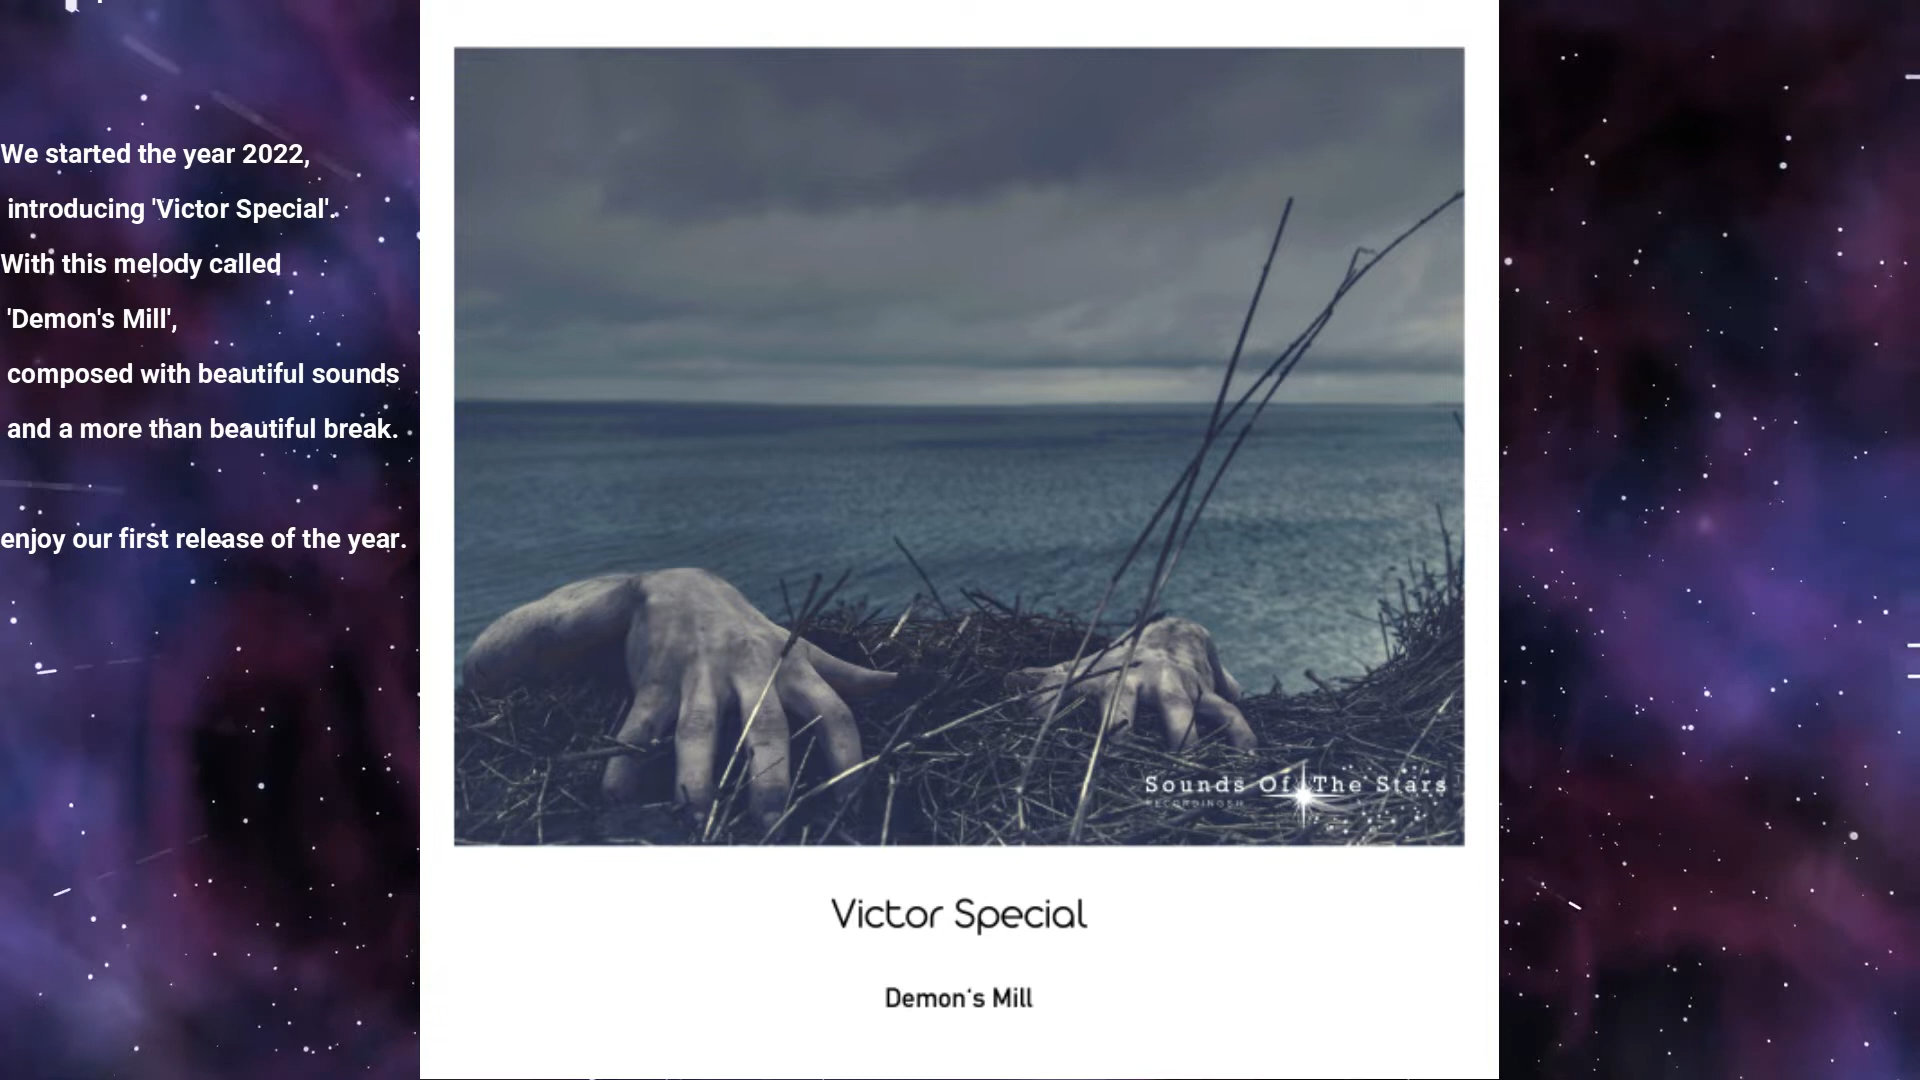 We started the year 2022,
introducing 'Victor Special'.
With this melody called
'Demon's Mill',
composed with beautiful sounds
and a more than beautiful break.
enjoy our first release of the year.
Sounds Of The Stars
RECORDINGS
Victor Special
Demon's Mill